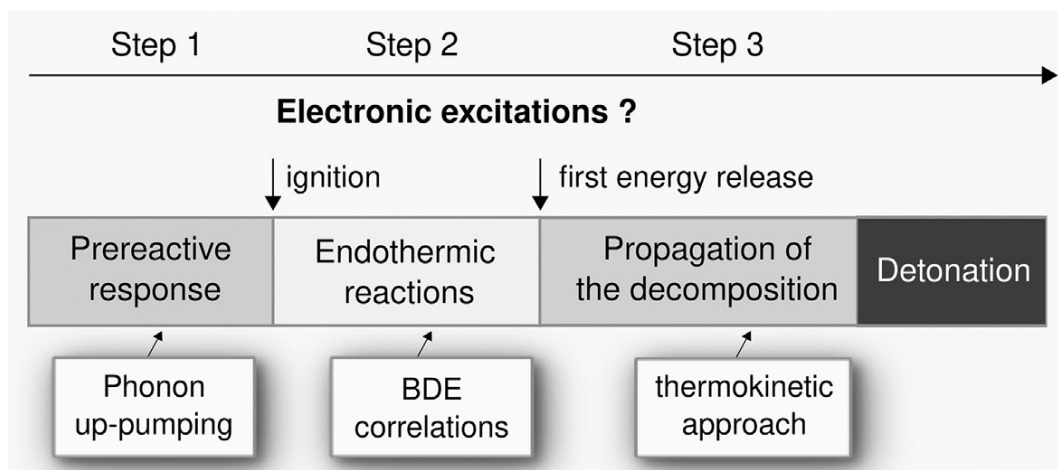 Step 1 Step 2 Step 3
Electronic excitations ?
ignition first energy release
Prereactive
response
Endothermic
reactions
Propagation of
the decomposition
Detonation
Phonon
up-pumping
BDE
correlations
thermokinetic
approach